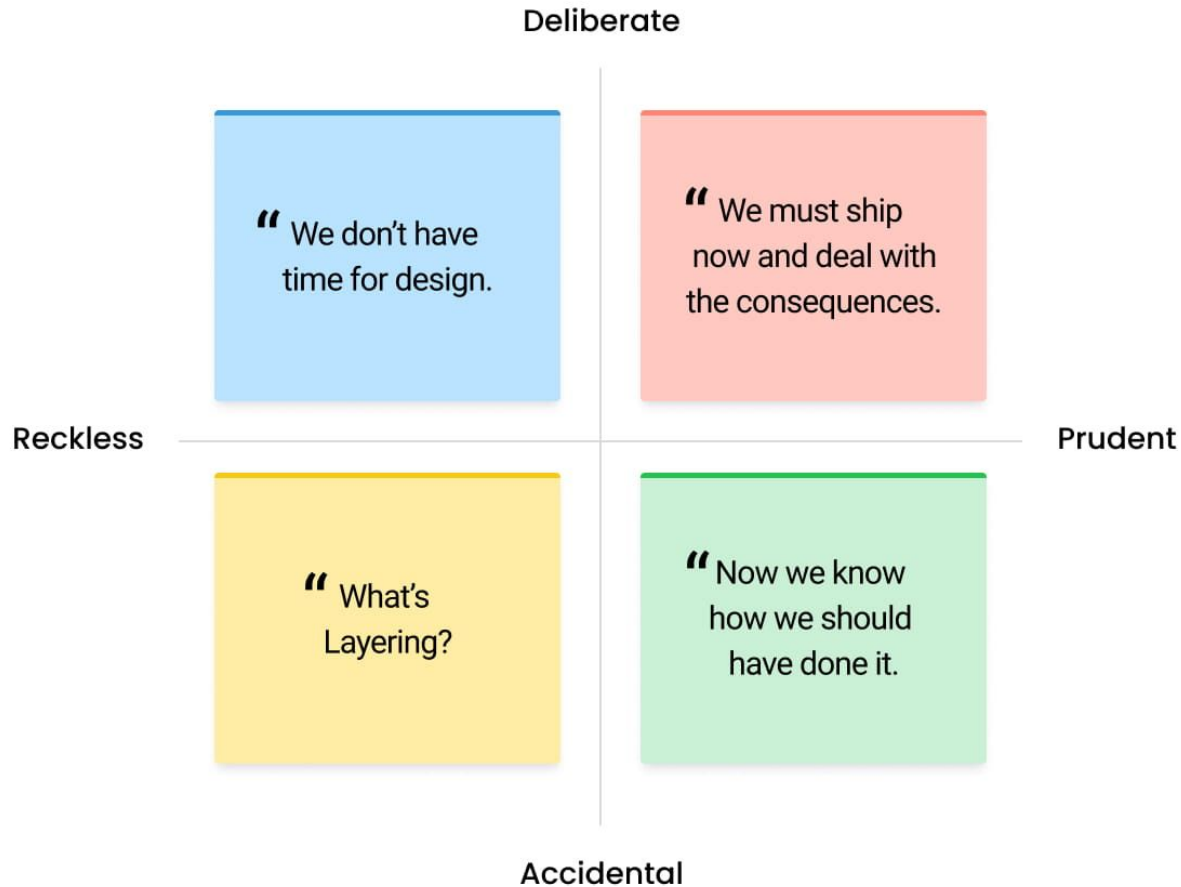 Deliberate
“ We don’t have
time for design.
“ We must ship
now and deal with
the consequences.
Reckless
Prudent
“ What’s
Layering?
“ Now we know
how we should
have done it.
Accidental